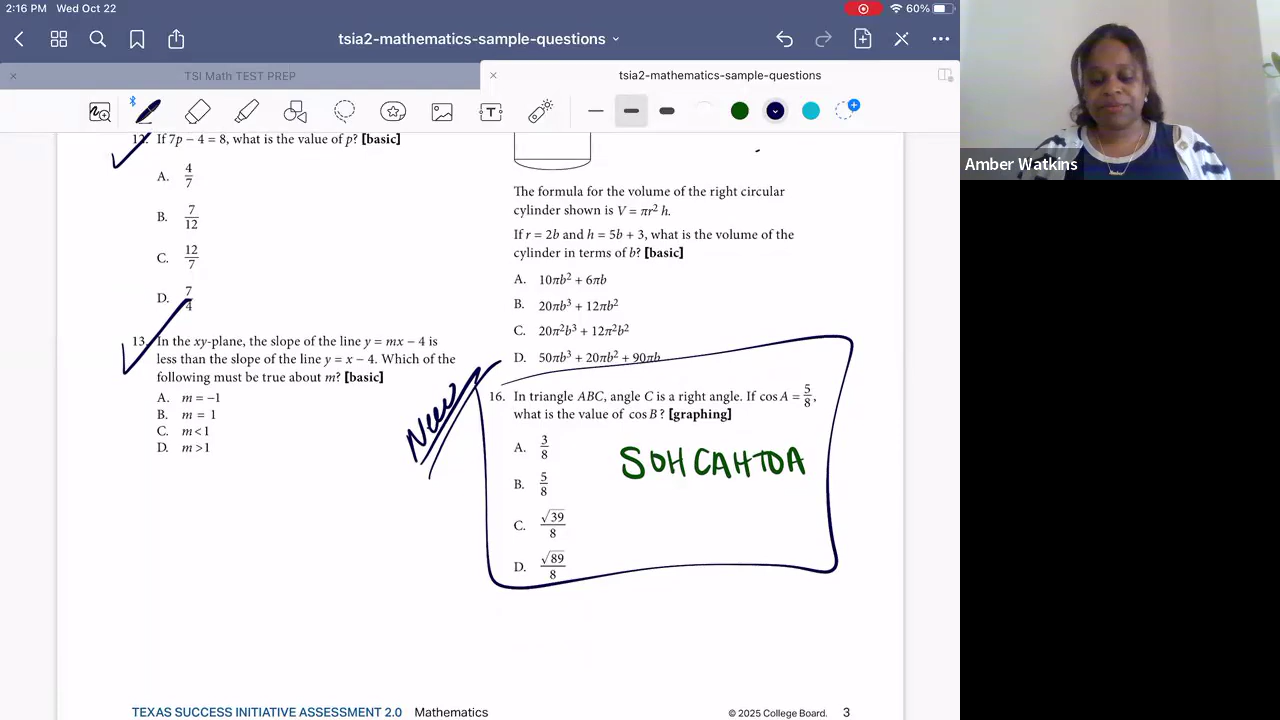 2:16 PM Wed Oct 22
60%
tsia2-mathematics-sample-questions
TSI Math TEST PREP
tsia2-mathematics-sample-questions
12. If 7p − 4 = 8, what is the value of p? [basic]
A. 4/7
B. 7/12
C. 12/7
D. 7/4
13. In the xy-plane, the slope of the line y = mx − 4 is
less than the slope of the line y = x − 4. Which of the
following must be true about m? [basic]
A. m = −1
B. m = 1
C. m < 1
D. m > 1
The formula for the volume of the right circular
cylinder shown is V = πr² h.
If r = 2b and h = 5b + 3, what is the volume of the
cylinder in terms of b? [basic]
A. 10πb² + 6πb
B. 20πb³ + 12πb²
C. 20π²b³ + 12π²b²
D. 50πb³ + 20πb² + 90πb
New
16. In triangle ABC, angle C is a right angle. If cos A = 5/8,
what is the value of cos B? [graphing]
A. 3/8
B. 5/8
C. √39/8
D. √89/8
SOH CAH TOA
TEXAS SUCCESS INITIATIVE ASSESSMENT 2.0 Mathematics
© 2025 College Board. 3
Amber Watkins